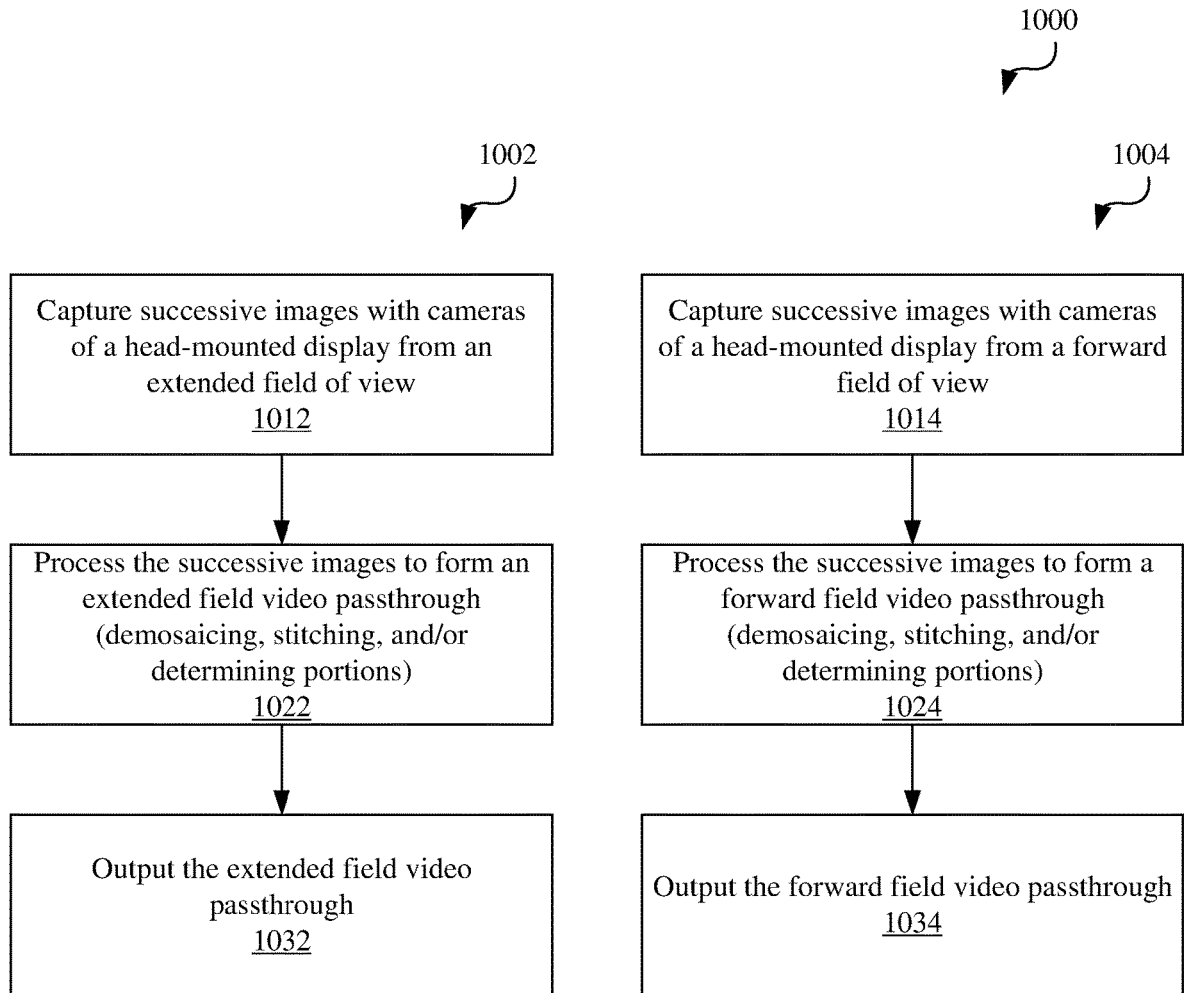 1000
1002
1004
Capture successive images with cameras
of a head-mounted display from an
extended field of view
1012
Capture successive images with cameras
of a head-mounted display from a forward
field of view
1014
Process the successive images to form an
extended field video passthrough
(demosaicing, stitching, and/or
determining portions)
1022
Process the successive images to form a
forward field video passthrough
(demosaicing, stitching, and/or
determining portions)
1024
Output the extended field video
passthrough
1032
Output the forward field video passthrough
1034